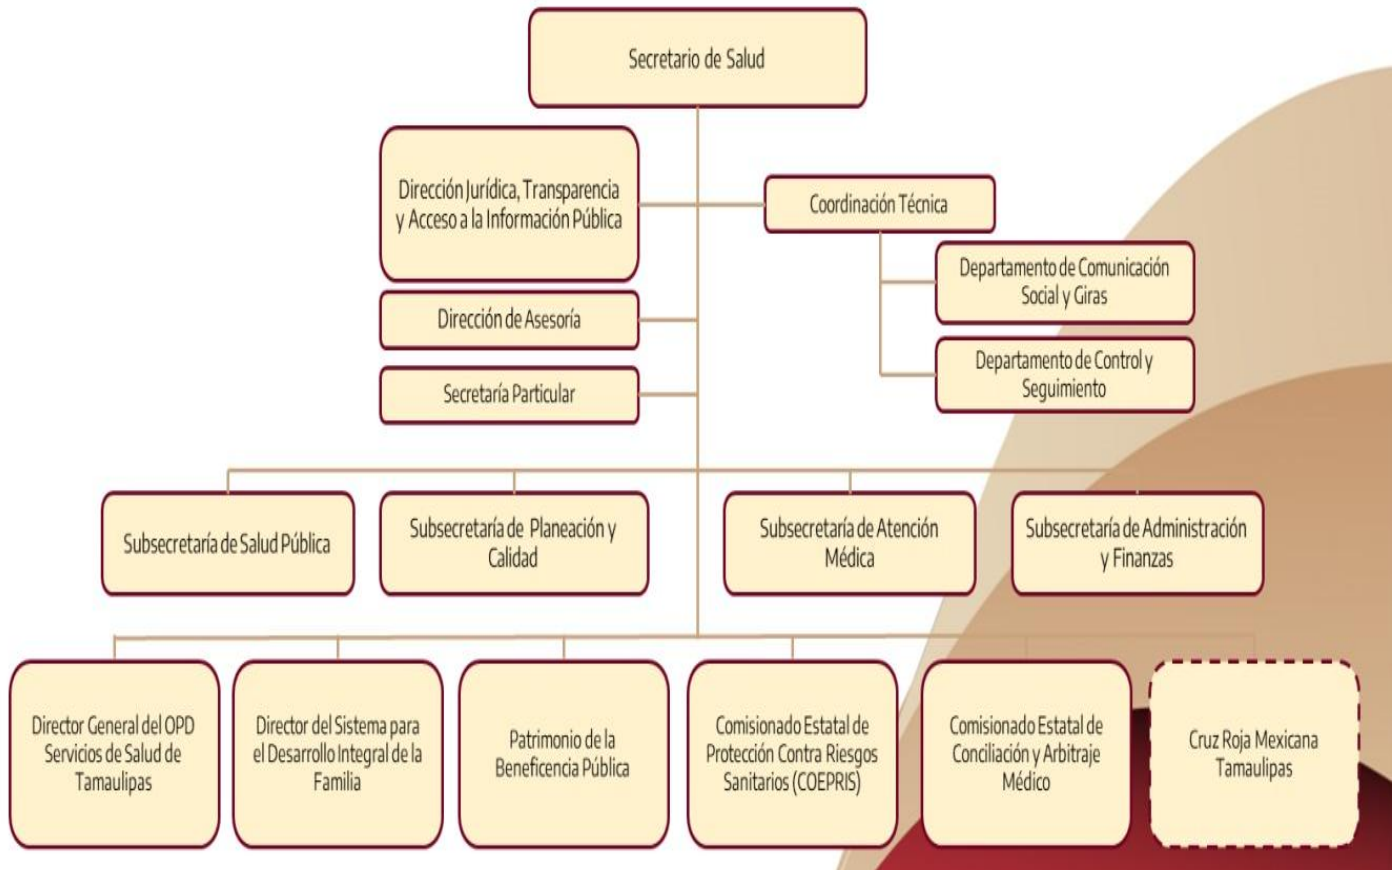 Secretario de Salud
Dirección Jurídica, Transparencia
y Acceso a la Información Pública
Coordinación Técnica
Departamento de Comunicación
Social y Giras
Dirección de Asesoría
Departamento de Control y
Seguimiento
Secretaría Particular
Subsecretaría de Salud Pública
Subsecretaría de Planeación y
Calidad
Subsecretaría de Atención
Médica
Subsecretaría de Administración
y Finanzas
Director General del OPD
Servicios de Salud de
Tamaulipas
Director del Sistema para
el Desarrollo Integral de la
Familia
Patrimonio de la
Beneficencia Pública
Comisionado Estatal de
Protección Contra Riesgos
Sanitarios (COEPRIS)
Comisionado Estatal de
Conciliación y Arbitraje
Médico
Cruz Roja Mexicana
Tamaulipas